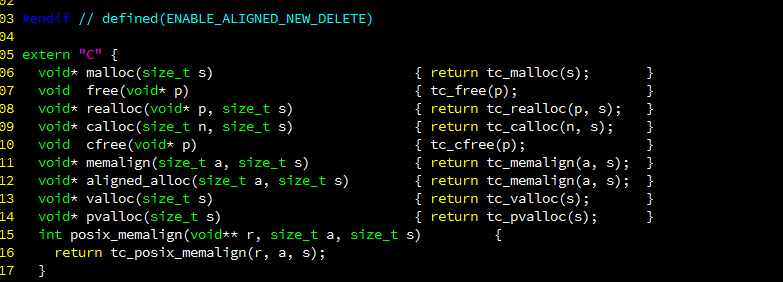 02
03 #endif // defined(ENABLE_ALIGNED_NEW_DELETE)
04
05 extern "C" {
06   void* malloc(size_t s)                         { return tc_malloc(s);       }
07   void  free(void* p)                            { tc_free(p);                }
08   void* realloc(void* p, size_t s)               { return tc_realloc(p, s);   }
09   void* calloc(size_t n, size_t s)               { return tc_calloc(n, s);    }
10   void  cfree(void* p)                           { tc_cfree(p);               }
11   void* memalign(size_t a, size_t s)             { return tc_memalign(a, s);  }
12   void* aligned_alloc(size_t a, size_t s)        { return tc_memalign(a, s);  }
13   void* valloc(size_t s)                         { return tc_valloc(s);       }
14   void* pvalloc(size_t s)                        { return tc_pvalloc(s);      }
15   int posix_memalign(void** r, size_t a, size_t s)         {
16     return tc_posix_memalign(r, a, s);
17   }